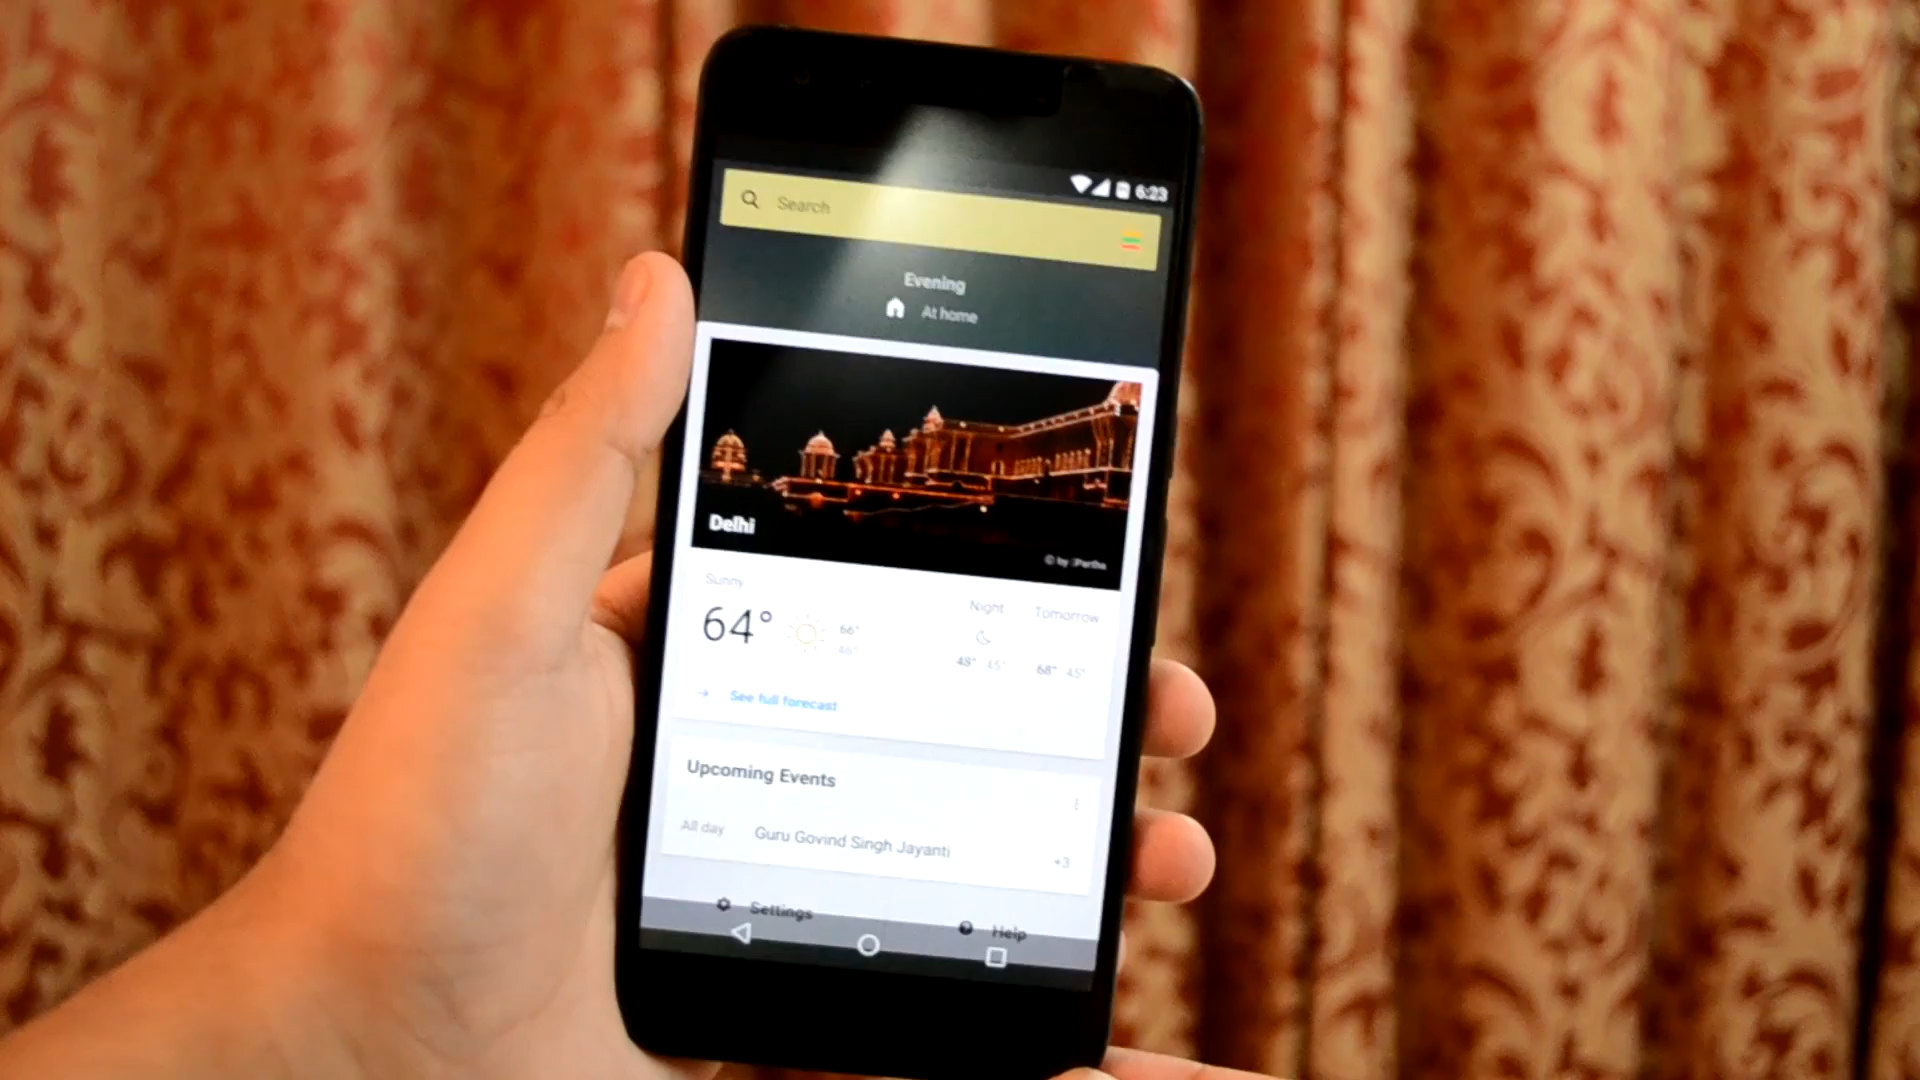 6:23
Search
Evening
At home
Delhi
© by :Partha
Sunny
64° 66° 46°
Night Tomorrow
48° 45° 68° 45°
See full forecast
Upcoming Events
All day Guru Govind Singh Jayanti +3
Settings Help